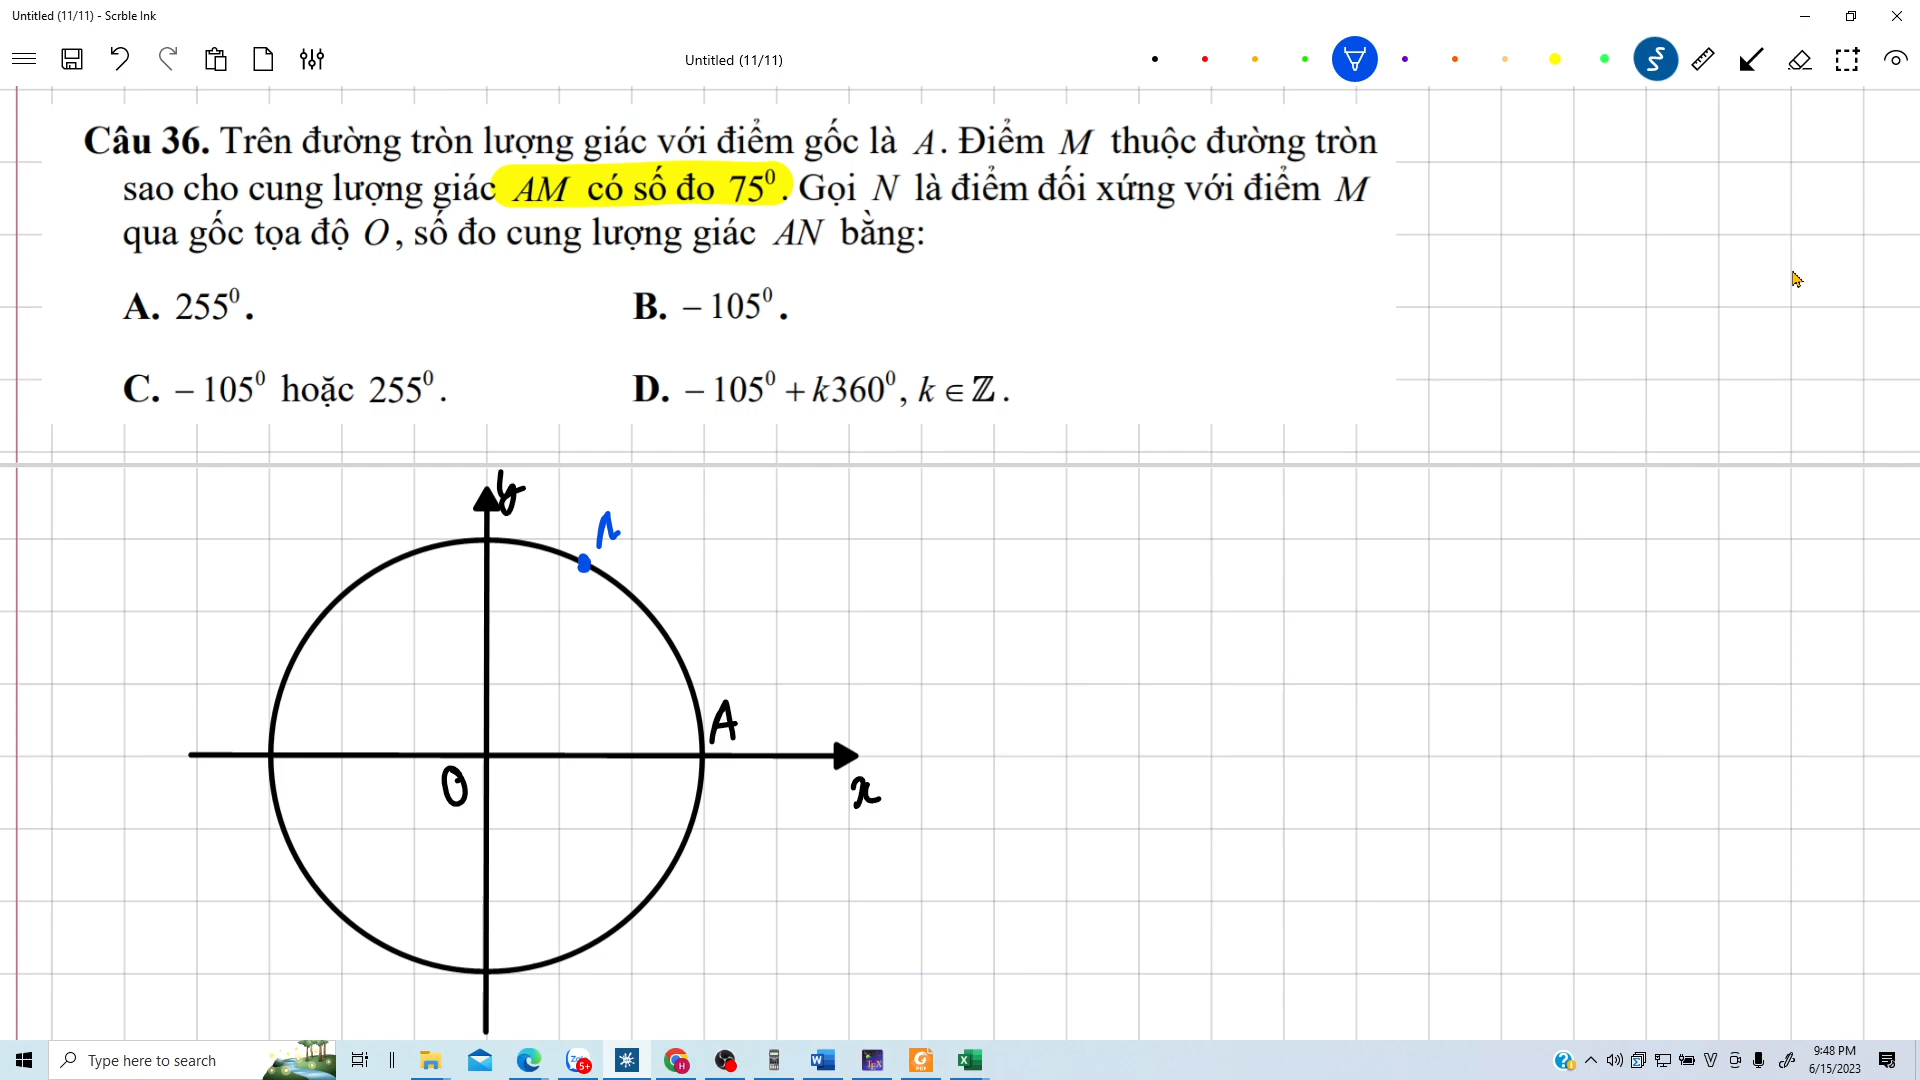 Untitled (11/11) - Scrble Ink
Untitled (11/11)
Câu 36. Trên đường tròn lượng giác với điểm gốc là A. Điểm M thuộc đường tròn
sao cho cung lượng giác AM có số đo 75⁰. Gọi N là điểm đối xứng với điểm M
qua gốc tọa độ O, số đo cung lượng giác AN bằng:
A. 255⁰.
B. – 105⁰.
C. – 105⁰ hoặc 255⁰.
D. – 105⁰ + k360⁰, k ∈ ℤ.
y
A
O
x
Type here to search
5+
H
9:48 PM
6/15/2023